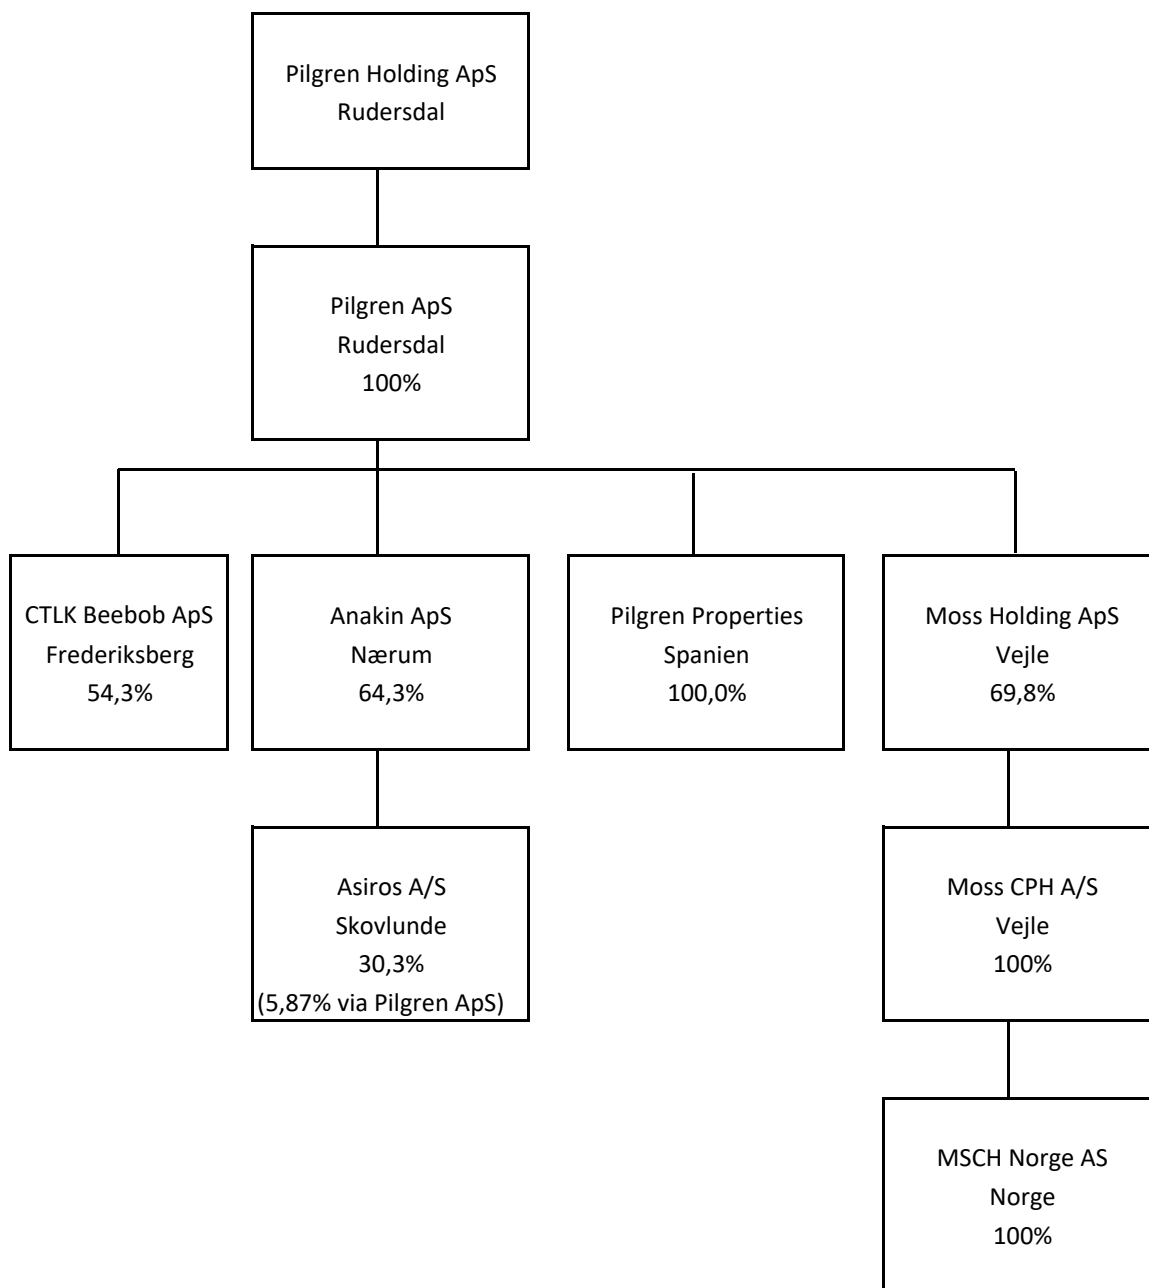 Pilgren Holding ApS
Rudersdal
Pilgren ApS
Rudersdal
100%
CTLK Beebob ApS
Frederiksberg
54,3%
Anakin ApS
Nærum
64,3%
Pilgren Properties
Spanien
100,0%
Moss Holding ApS
Vejle
69,8%
Asiros A/S
Skovlunde
30,3%
(5,87% via Pilgren ApS)
Moss CPH A/S
Vejle
100%
MSCH Norge AS
Norge
100%